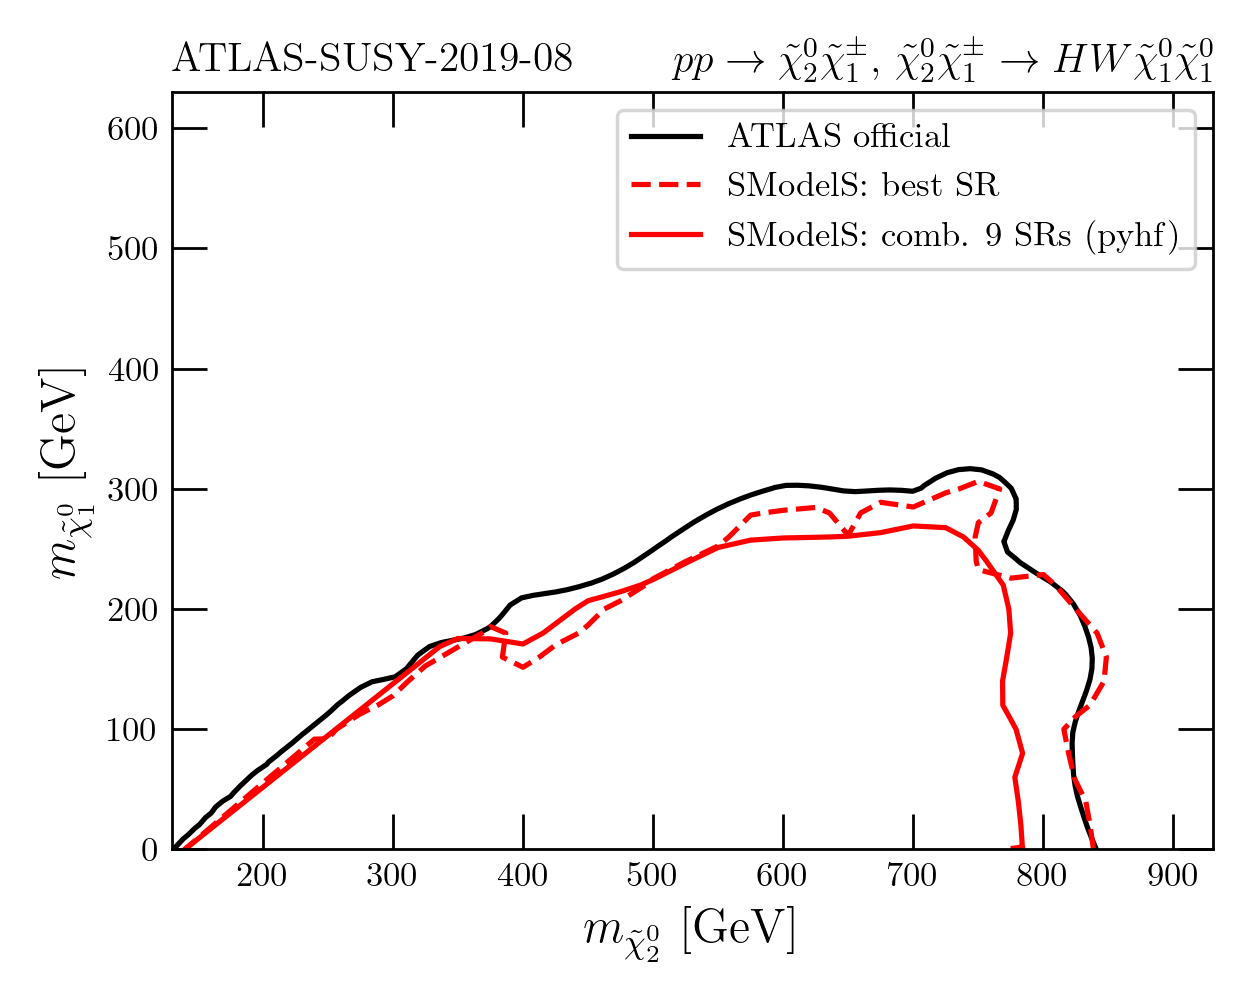 ATLAS-SUSY-2019-08
pp → χ̃⁰₂χ̃±₁, χ̃⁰₂χ̃±₁ → HWχ̃⁰₁χ̃⁰₁
ATLAS official
SModelS: best SR
SModelS: comb. 9 SRs (pyhf)
600
500
400
300
200
100
0
m_χ̃⁰₁ [GeV]
200 300 400 500 600 700 800 900
m_χ̃⁰₂ [GeV]